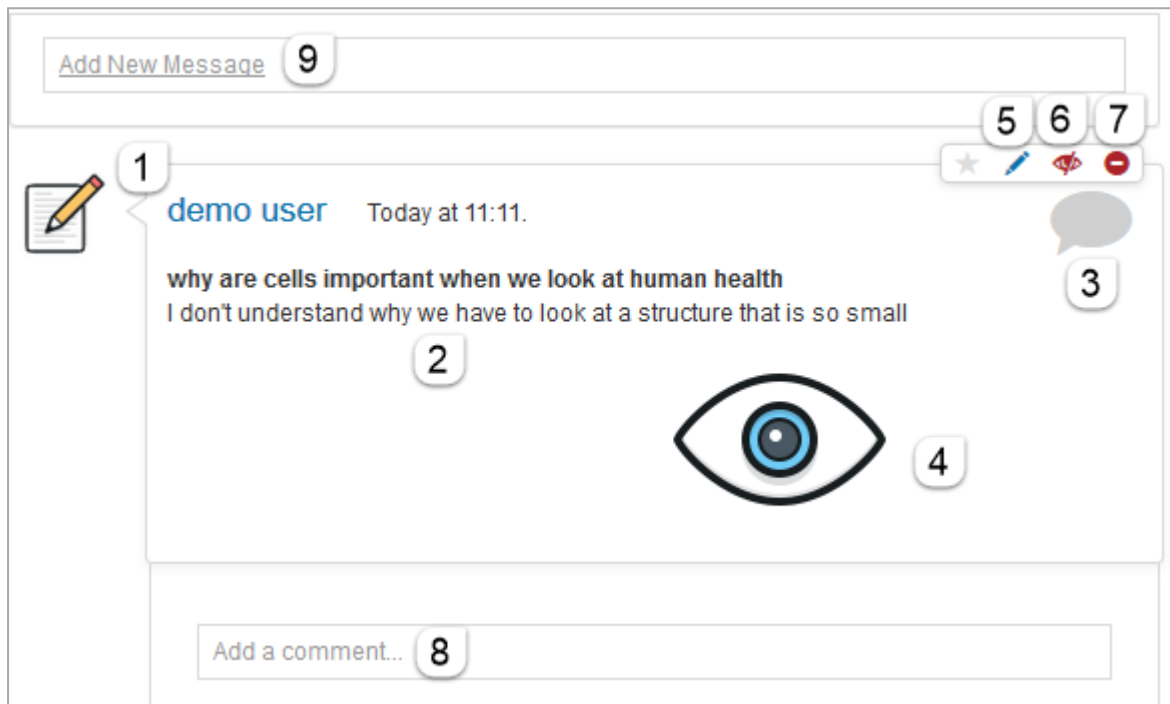 Add New Message 9
5 6 7
1
demo user Today at 11:11.
3
why are cells important when we look at human health
I don't understand why we have to look at a structure that is so small
2
4
Add a comment... 8